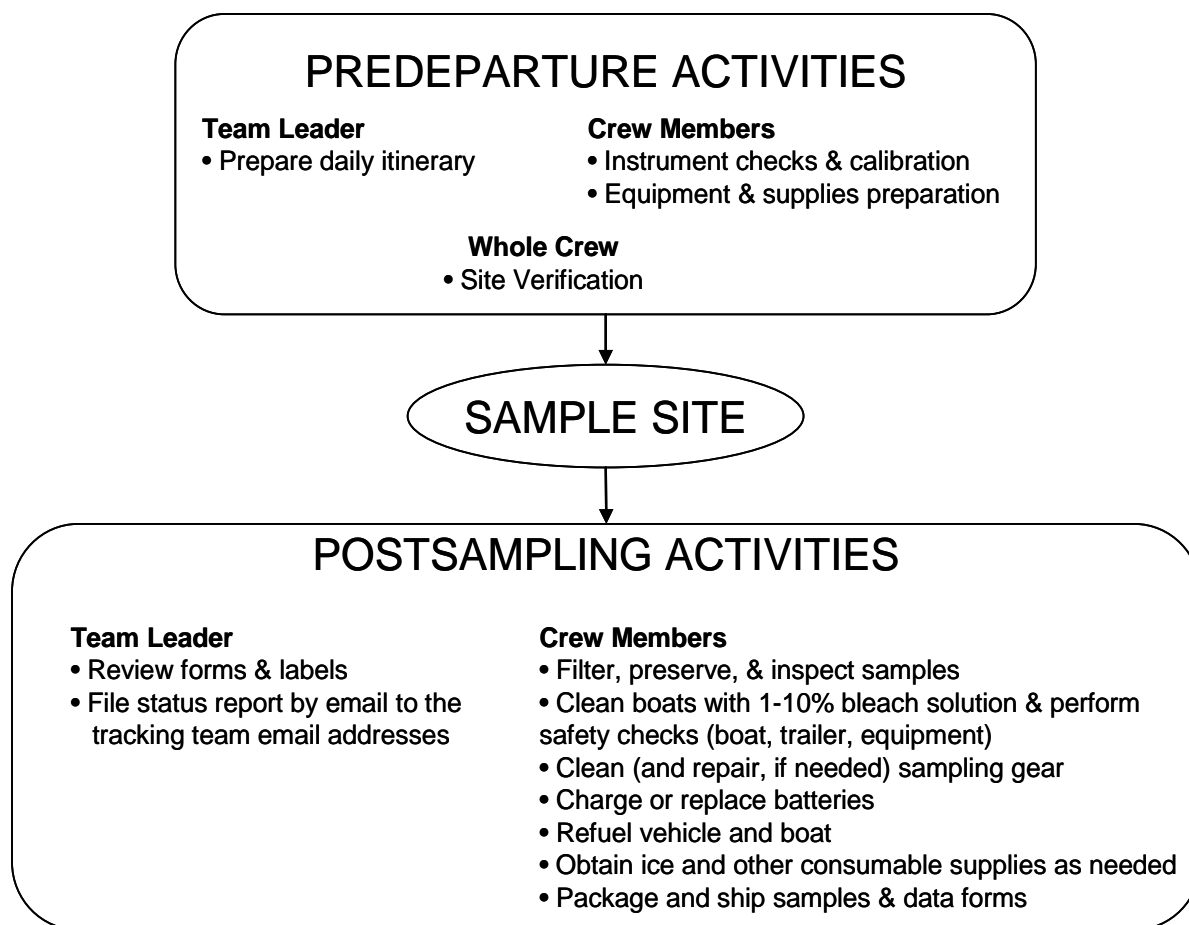 PREDEPARTURE ACTIVITIES
Team Leader
• Prepare daily itinerary
Crew Members
• Instrument checks & calibration
• Equipment & supplies preparation
Whole Crew
• Site Verification
SAMPLE SITE
POSTSAMPLING ACTIVITIES
Team Leader
• Review forms & labels
• File status report by email to the
tracking team email addresses
Crew Members
• Filter, preserve, & inspect samples
• Clean boats with 1-10% bleach solution & perform
safety checks (boat, trailer, equipment)
• Clean (and repair, if needed) sampling gear
• Charge or replace batteries
• Refuel vehicle and boat
• Obtain ice and other consumable supplies as needed
• Package and ship samples & data forms